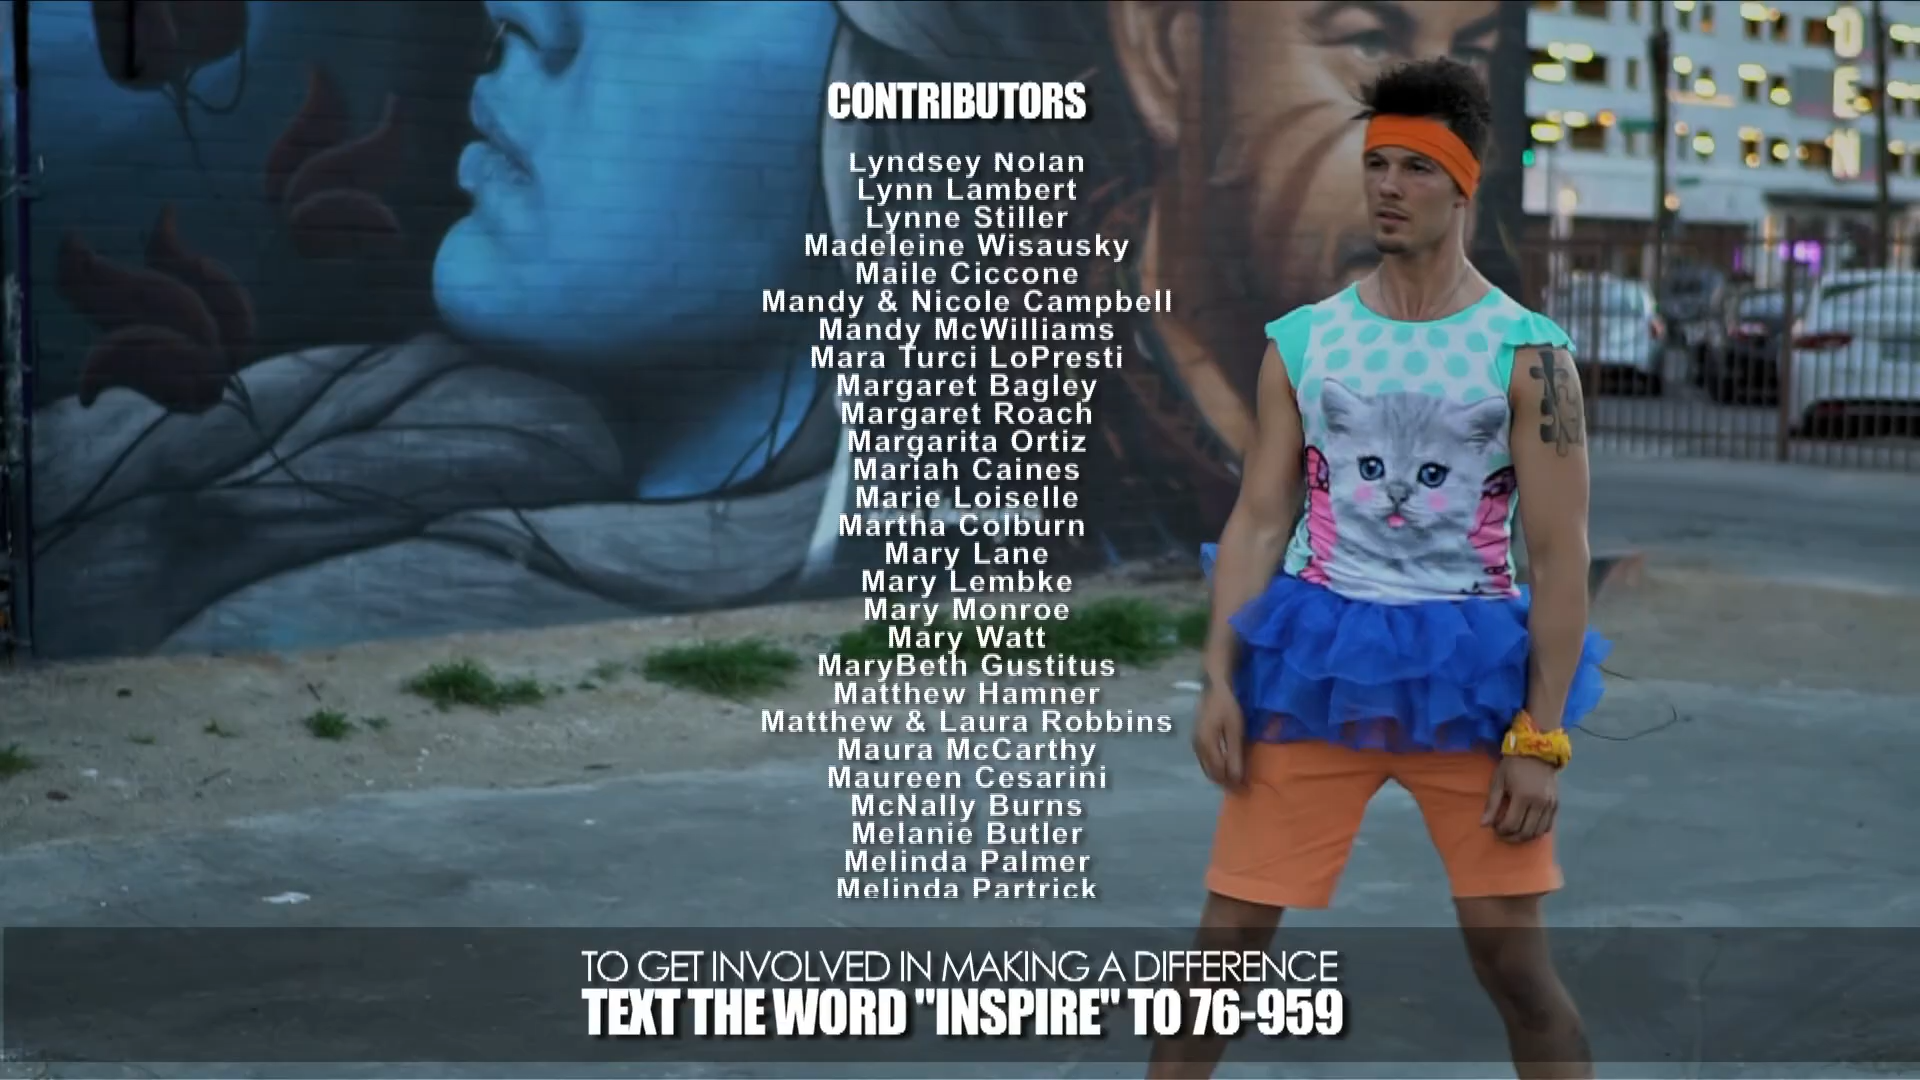 CONTRIBUTORS
Lyndsey Nolan
Lynn Lambert
Lynne Stiller
Madeleine Wisausky
Maile Ciccone
Mandy & Nicole Campbell
Mandy McWilliams
Mara Turci LoPresti
Margaret Bagley
Margaret Roach
Margarita Ortiz
Mariah Caines
Marie Loiselle
Martha Colburn
Mary Lane
Mary Lembke
Mary Monroe
Mary Watt
MaryBeth Gustitus
Matthew Hamner
Matthew & Laura Robbins
Maura McCarthy
Maureen Cesarini
McNally Burns
Melanie Butler
Melinda Palmer
Melinda Partrick
TO GET INVOLVED IN MAKING A DIFFERENCE
TEXT THE WORD "INSPIRE" TO 76-959